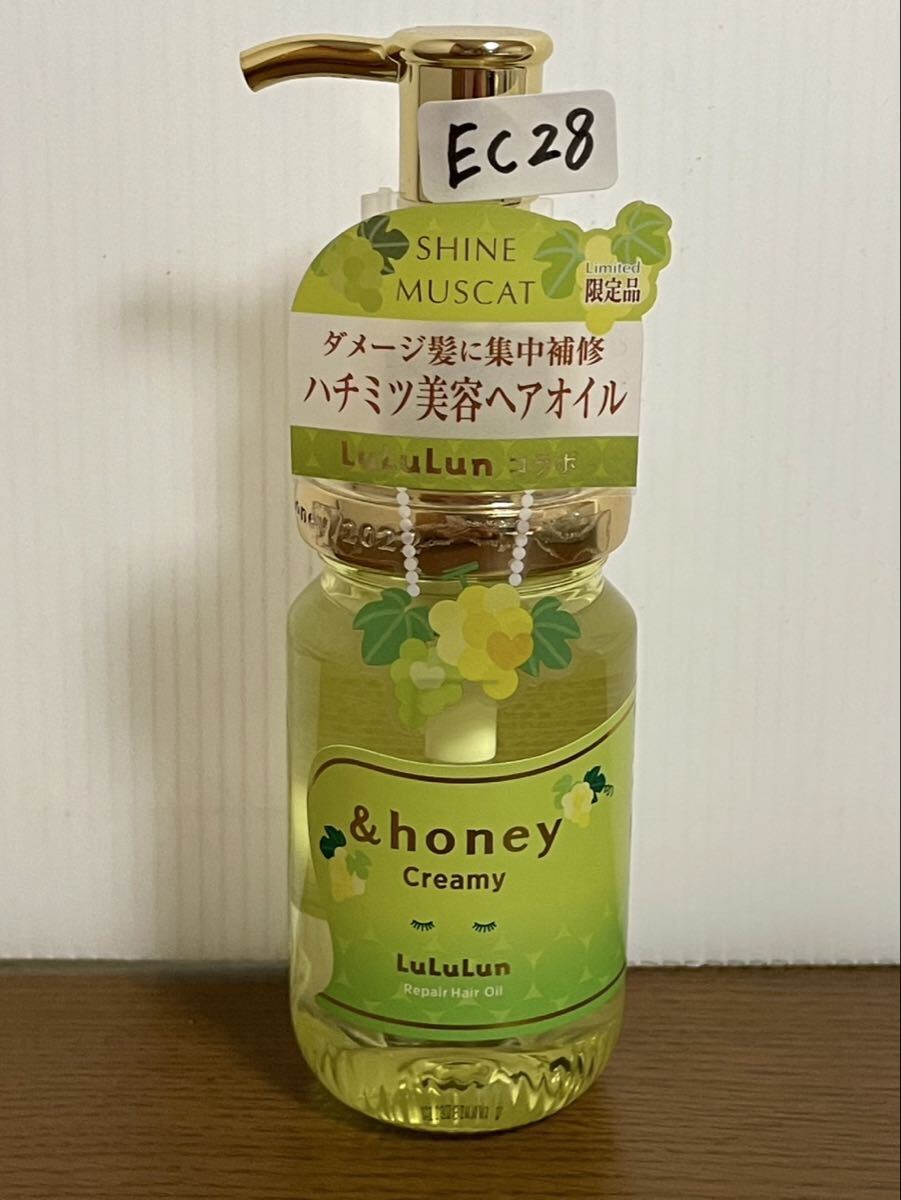 EC28
SHINE
MUSCAT
Limited
限定品
ダメージ髪に集中補修
ハチミツ美容ヘアオイル
LuLuLun コラボ
&honey
Creamy
LuLuLun
Repair Hair Oil